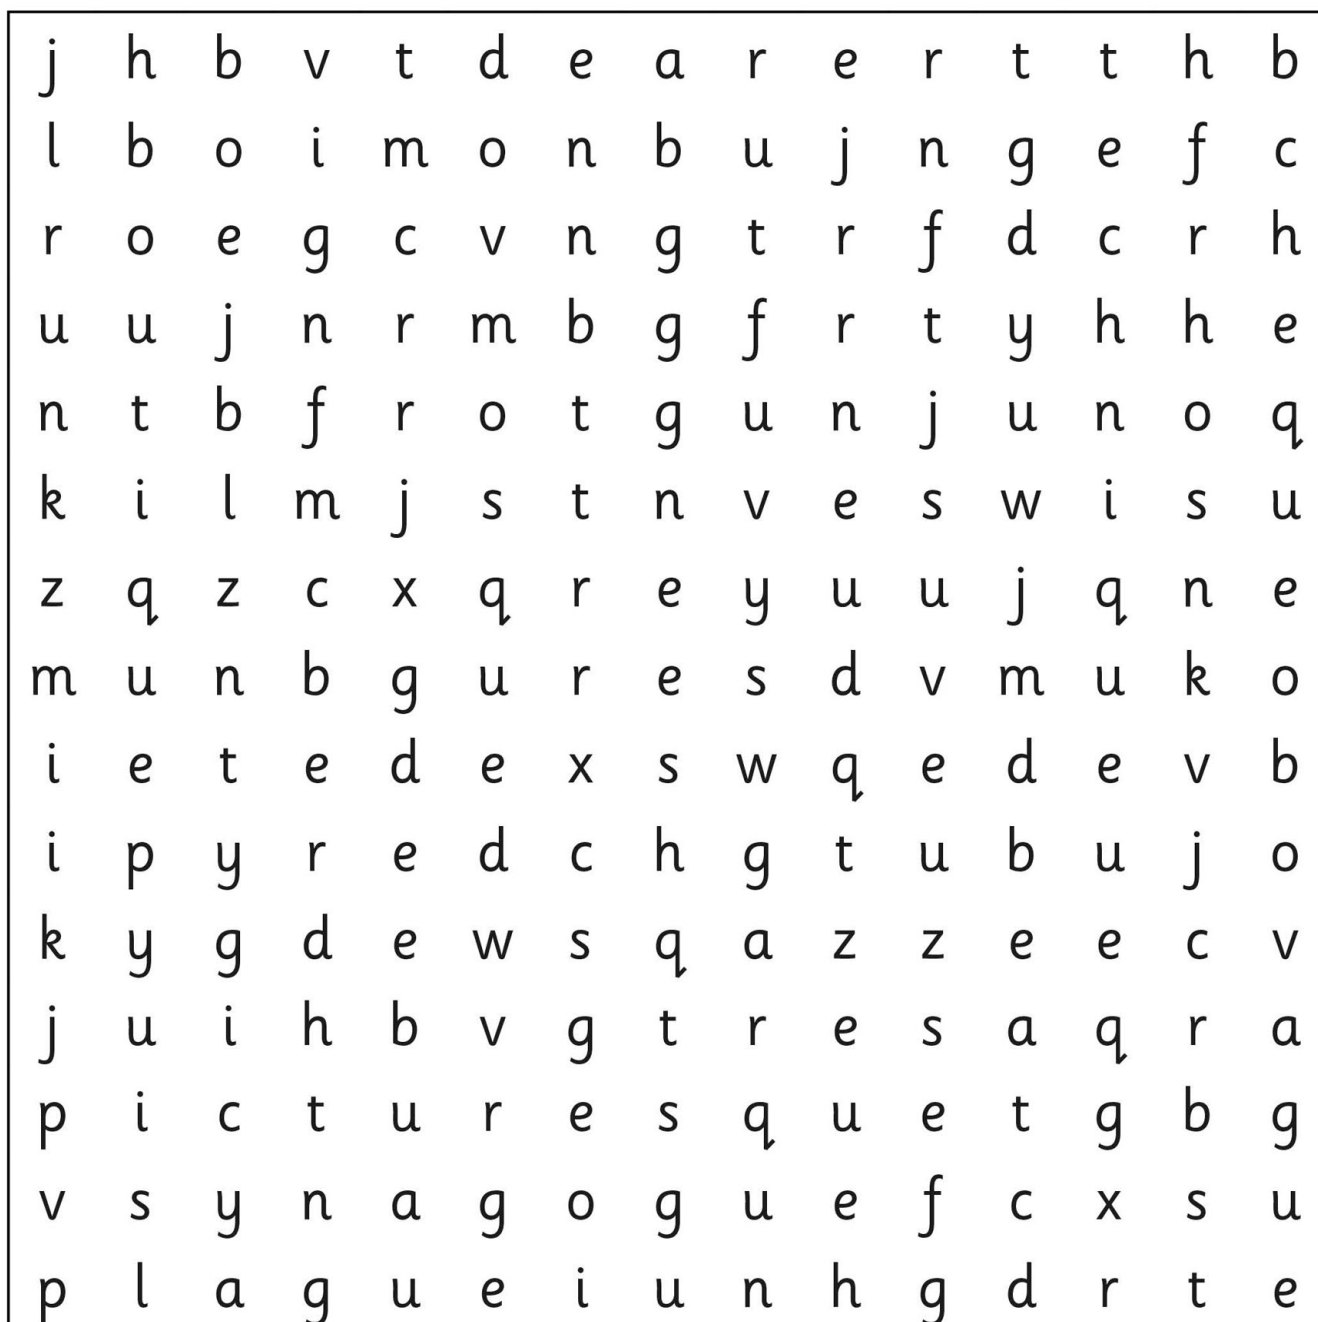 j h b v t d e a r e r t t h b
l b o i m o n b u j n g e f c
r o e g c v n g t r f d c r h
u u j n r m b g f r t y h h e
n t b f r o t g u n j u n o q
k i l m j s t n v e s w i s u
z q z c x q r e y u u j q n e
m u n b g u r e s d v m u k o
i e t e d e x s w q e d e v b
i p y r e d c h g t u b u j o
k y g d e w s q a z z e e c v
j u i h b v g t r e s a q r a
p i c t u r e s q u e t g b g
v s y n a g o g u e f c x s u
p l a g u e i u n h g d r t e